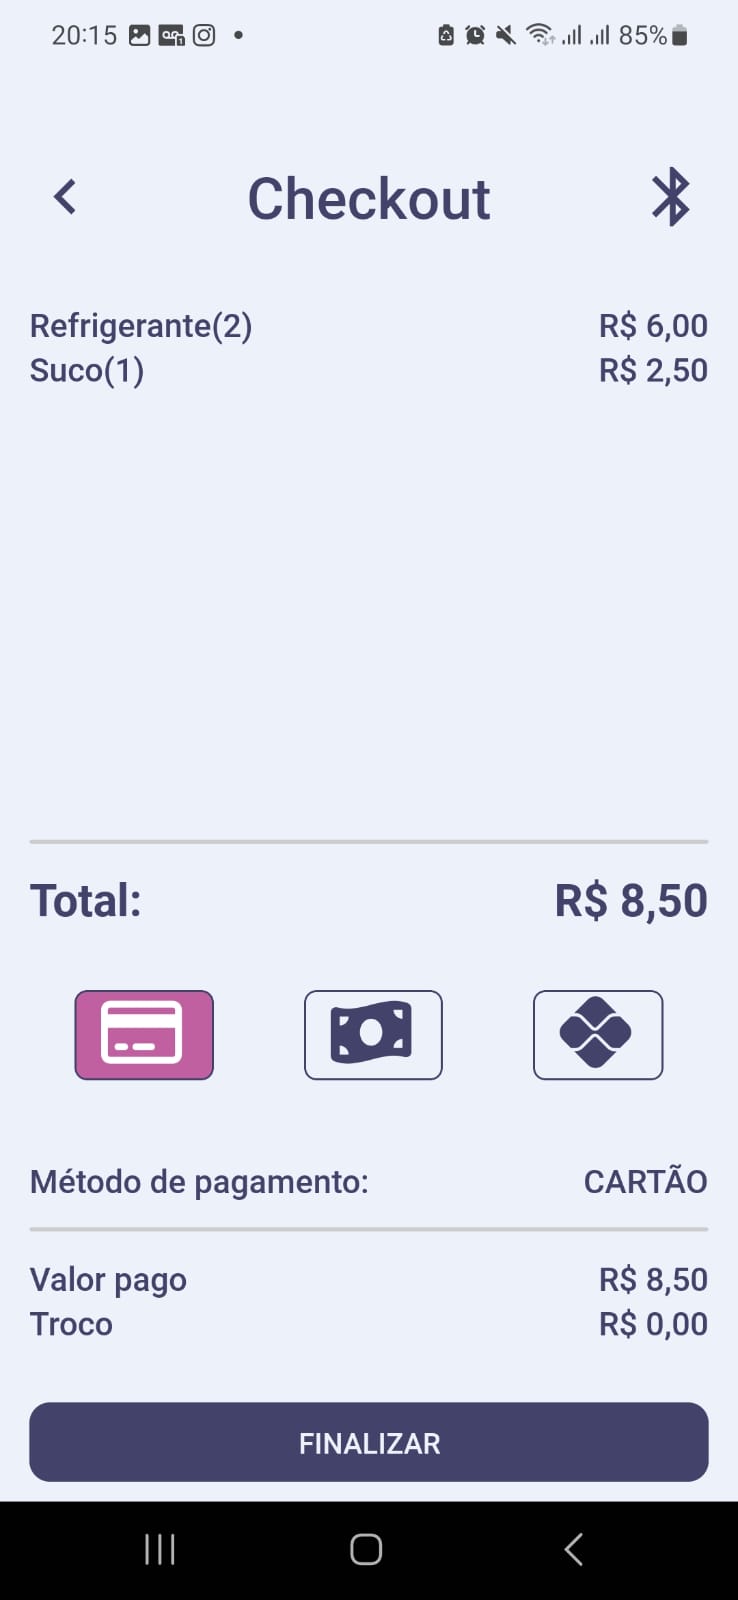 20:15 85%
Checkout
Refrigerante(2) R$ 6,00
Suco(1) R$ 2,50
Total: R$ 8,50
Método de pagamento: CARTÃO
Valor pago R$ 8,50
Troco R$ 0,00
FINALIZAR